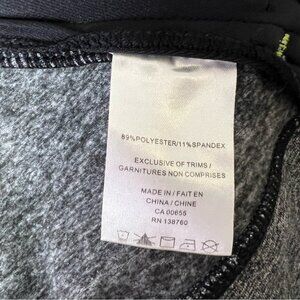 89%POLYESTER/11%SPANDEX
EXCLUSIVE OF TRIMS/
GARNITURES NON COMPRISES
MADE IN / FAIT EN
CHINA / CHINE
CA 00655
RN 138760